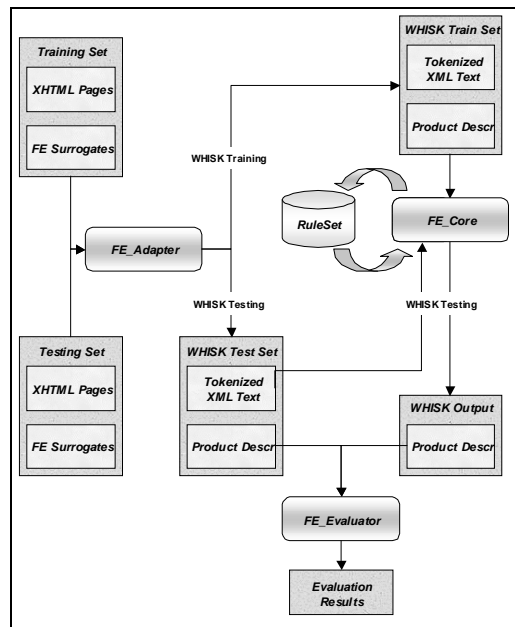 Training Set
XHTML Pages
FE Surrogates
WHISK Train Set
Tokenized
XML Text
Product Descr
WHISK Training
RuleSet
FE_Core
FE_Adapter
WHISK Testing
WHISK Testing
Testing Set
XHTML Pages
FE Surrogates
WHISK Test Set
Tokenized
XML Text
Product Descr
WHISK Output
Product Descr
FE_Evaluator
Evaluation
Results